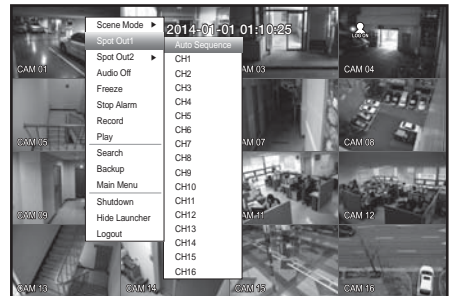 2014-01-01 01:10:25
LOG ON
Scene Mode
Spot Out1
Spot Out2
Audio Off
Freeze
Stop Alarm
Record
Play
Search
Backup
Main Menu
Shutdown
Hide Launcher
Logout
Auto Sequence
CH1
CH2
CH3
CH4
CH5
CH6
CH7
CH8
CH9
CH10
CH11
CH12
CH13
CH14
CH15
CH16
CAM 01
AM 03
CAM 04
CAM 05
AM 07
CAM 08
CAM 09
AM 11
CAM 12
CAM 13
CAM 14
CAM 15
CAM 16